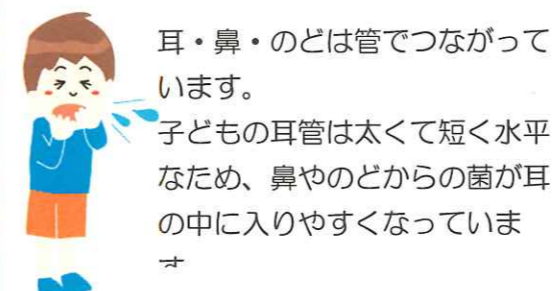 耳・鼻・のどは管でつながって
います。
子どもの耳管は太くて短く水平
なため、鼻やのどからの菌が耳
の中に入りやすくなっていま